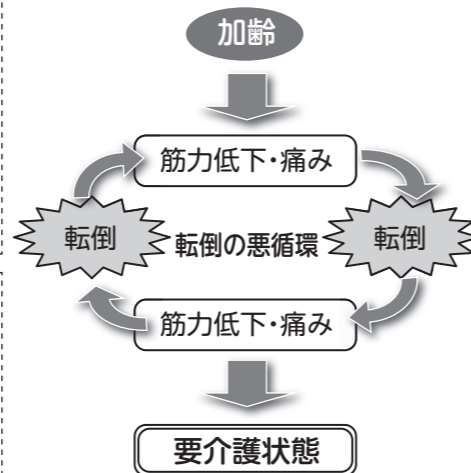 加齢
筋力低下・痛み
転倒
転倒の悪循環
転倒
筋力低下・痛み
要介護状態